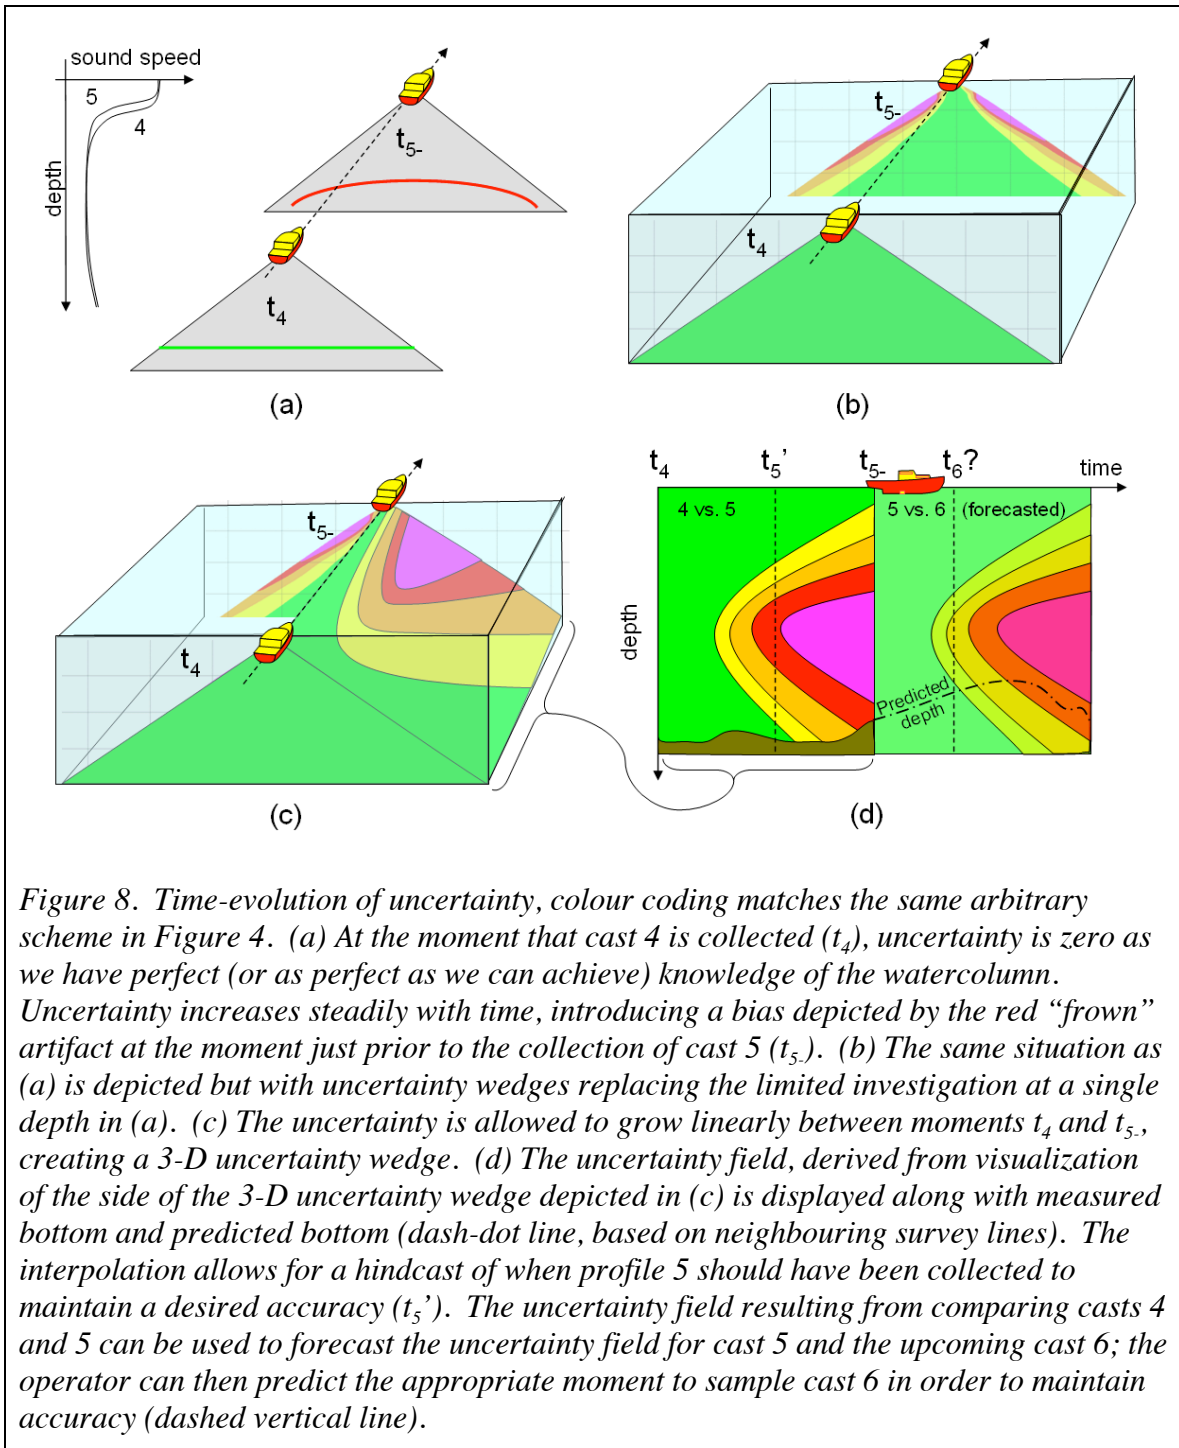 sound speed
5
4
depth
t5-
t4
(a)
t5-
t4
(b)
t5-
t4
(c)
t4 t5’ t5- t6? time
4 vs. 5 5 vs. 6 (forecasted)
depth
Predicted
depth
(d)
Figure 8. Time-evolution of uncertainty, colour coding matches the same arbitrary
scheme in Figure 4. (a) At the moment that cast 4 is collected (t4), uncertainty is zero as
we have perfect (or as perfect as we can achieve) knowledge of the watercolumn.
Uncertainty increases steadily with time, introducing a bias depicted by the red “frown”
artifact at the moment just prior to the collection of cast 5 (t5-). (b) The same situation as
(a) is depicted but with uncertainty wedges replacing the limited investigation at a single
depth in (a). (c) The uncertainty is allowed to grow linearly between moments t4 and t5-,
creating a 3-D uncertainty wedge. (d) The uncertainty field, derived from visualization
of the side of the 3-D uncertainty wedge depicted in (c) is displayed along with measured
bottom and predicted bottom (dash-dot line, based on neighbouring survey lines). The
interpolation allows for a hindcast of when profile 5 should have been collected to
maintain a desired accuracy (t5’). The uncertainty field resulting from comparing casts 4
and 5 can be used to forecast the uncertainty field for cast 5 and the upcoming cast 6; the
operator can then predict the appropriate moment to sample cast 6 in order to maintain
accuracy (dashed vertical line).